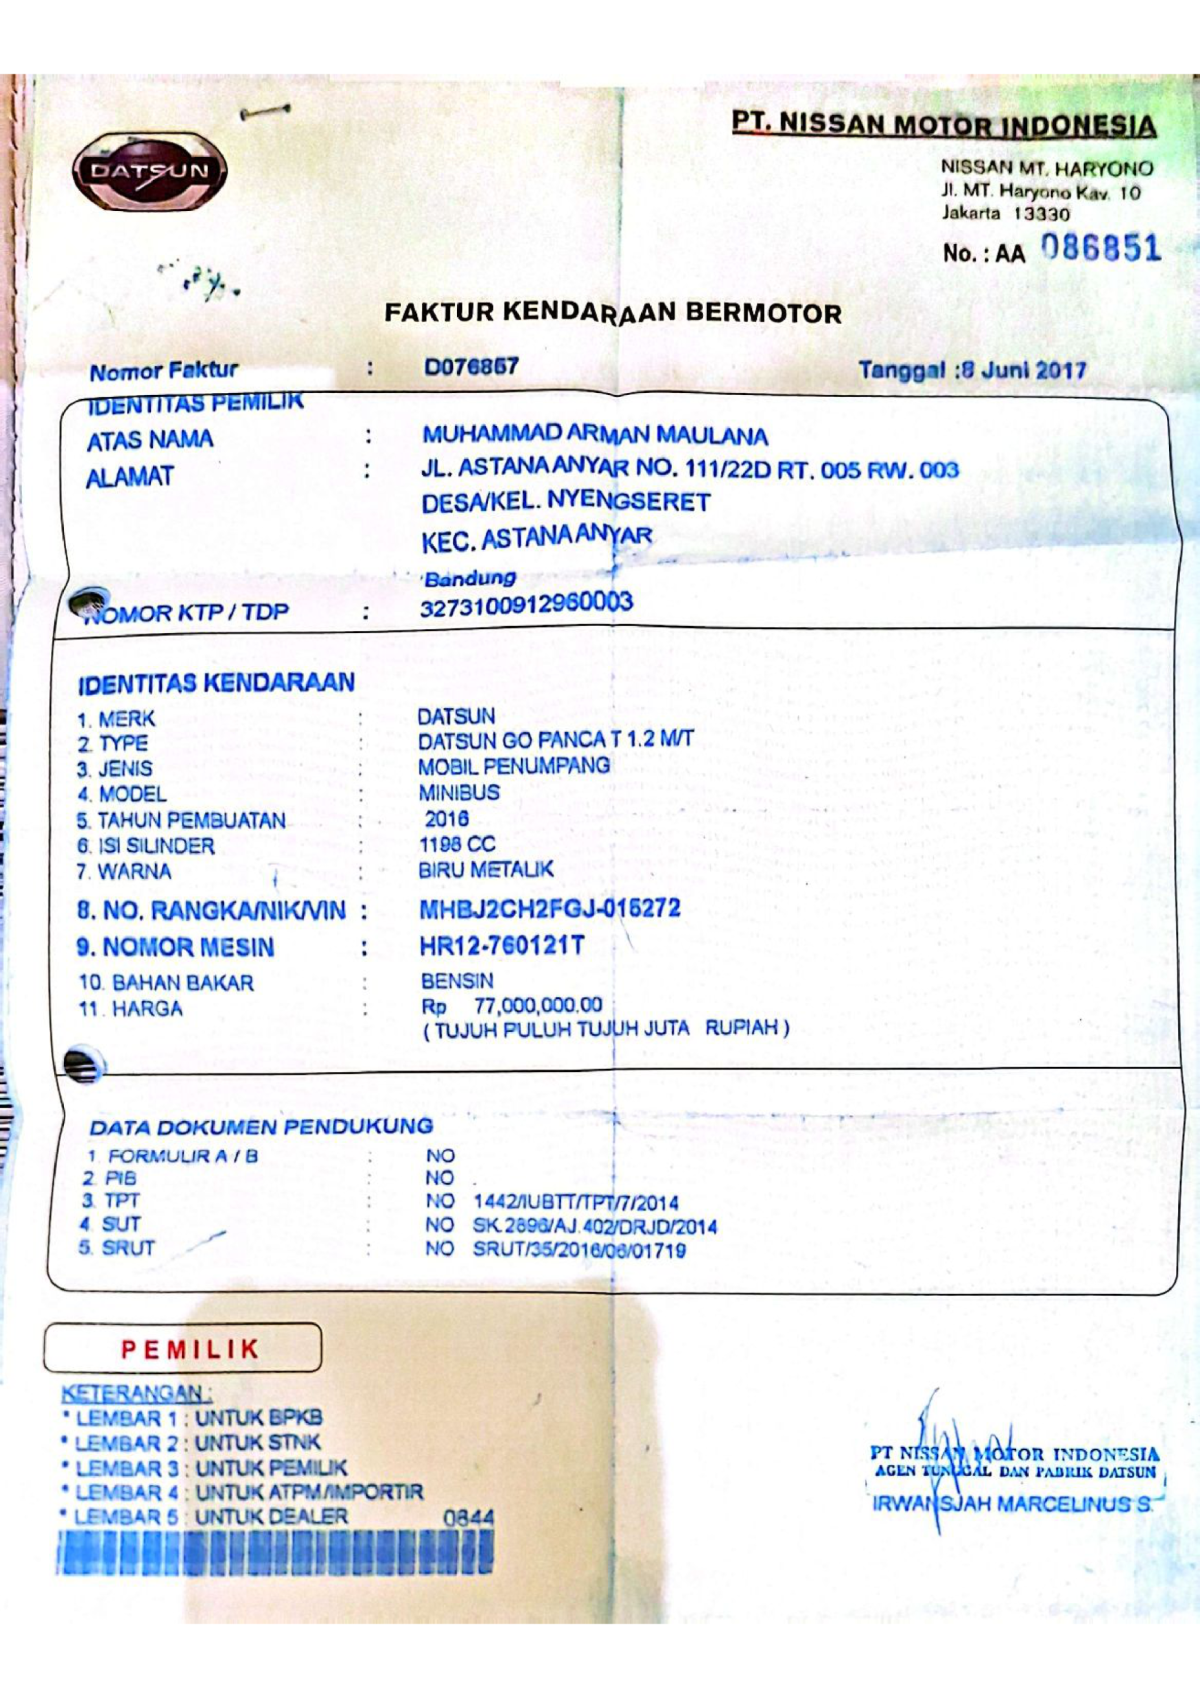 DATSUN
PT. NISSAN MOTOR INDONESIA
NISSAN MT. HARYONO
Jl. MT. Haryono Kav. 10
Jakarta 13330
No. : AA 086851
FAKTUR KENDARAAN BERMOTOR
Nomor Faktur : D076857 Tanggal :8 Juni 2017
IDENTITAS PEMILIK
ATAS NAMA : MUHAMMAD ARMAN MAULANA
ALAMAT : JL. ASTANAANYAR NO. 111/22D RT. 005 RW. 003
DESA/KEL. NYENGSERET
KEC. ASTANAANYAR
Bandung
NOMOR KTP / TDP : 3273100912960003
IDENTITAS KENDARAAN
1. MERK : DATSUN
2. TYPE : DATSUN GO PANCA T 1.2 M/T
3. JENIS : MOBIL PENUMPANG
4. MODEL : MINIBUS
5. TAHUN PEMBUATAN : 2016
6. ISI SILINDER : 1198 CC
7. WARNA : BIRU METALIK
8. NO. RANGKA/NIK/VIN : MHBJ2CH2FGJ-015272
9. NOMOR MESIN : HR12-760121T
10. BAHAN BAKAR : BENSIN
11. HARGA : Rp 77,000,000.00
( TUJUH PULUH TUJUH JUTA RUPIAH )
DATA DOKUMEN PENDUKUNG
1. FORMULIR A / B : NO
2. PIB : NO .
3. TPT : NO 1442/IUBTT/TPT/7/2014
4. SUT : NO SK.2896/AJ.402/DRJD/2014
5. SRUT : NO SRUT/35/2016/06/01719
PEMILIK
KETERANGAN :
* LEMBAR 1 : UNTUK BPKB
* LEMBAR 2 : UNTUK STNK
* LEMBAR 3 : UNTUK PEMILIK
* LEMBAR 4 : UNTUK ATPM/IMPORTIR
* LEMBAR 5 : UNTUK DEALER 0844
PT NISSAN MOTOR INDONESIA
AGEN TUNGGAL DAN PABRIK DATSUN
IRWANSJAH MARCELINUS S.